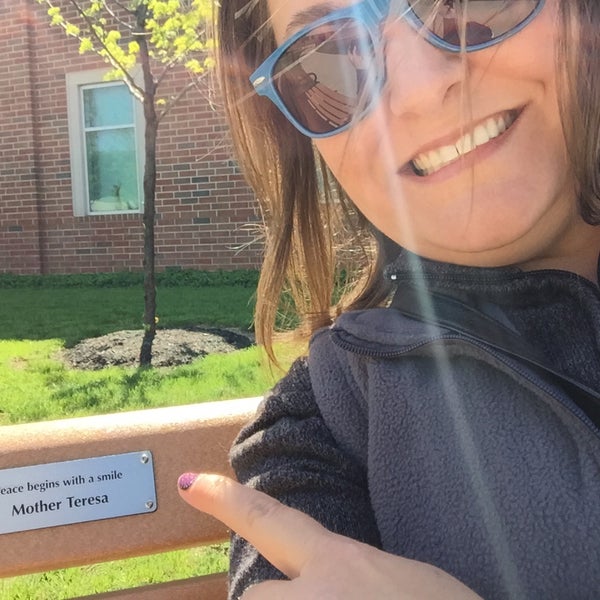 eace begins with a smile
Mother Teresa